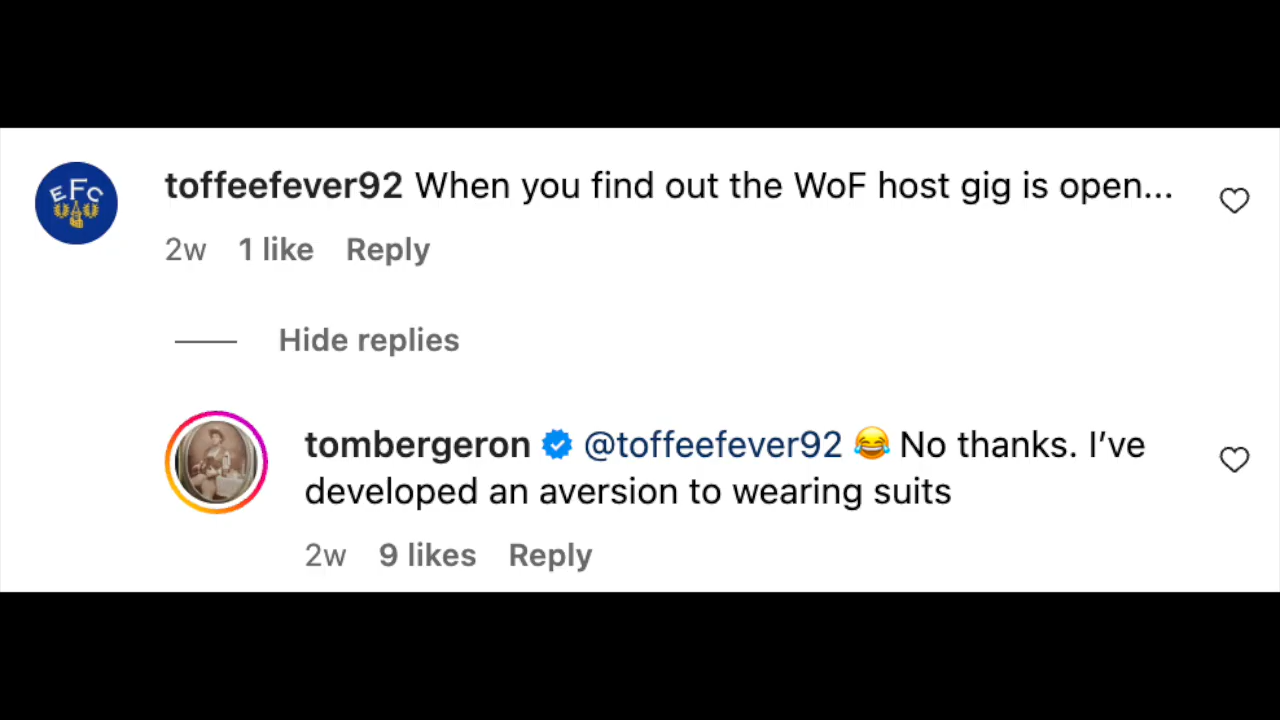 EFC
toffeefever92 When you find out the WoF host gig is open...
2w 1 like Reply
Hide replies
tombergeron @toffeefever92 😂 No thanks. I’ve
developed an aversion to wearing suits
2w 9 likes Reply